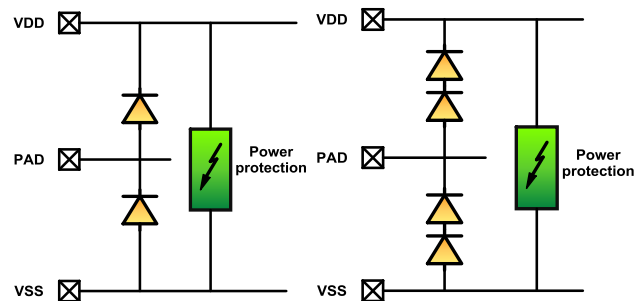 VDD
PAD
Power
protection
VSS
VDD
PAD
Power
protection
VSS